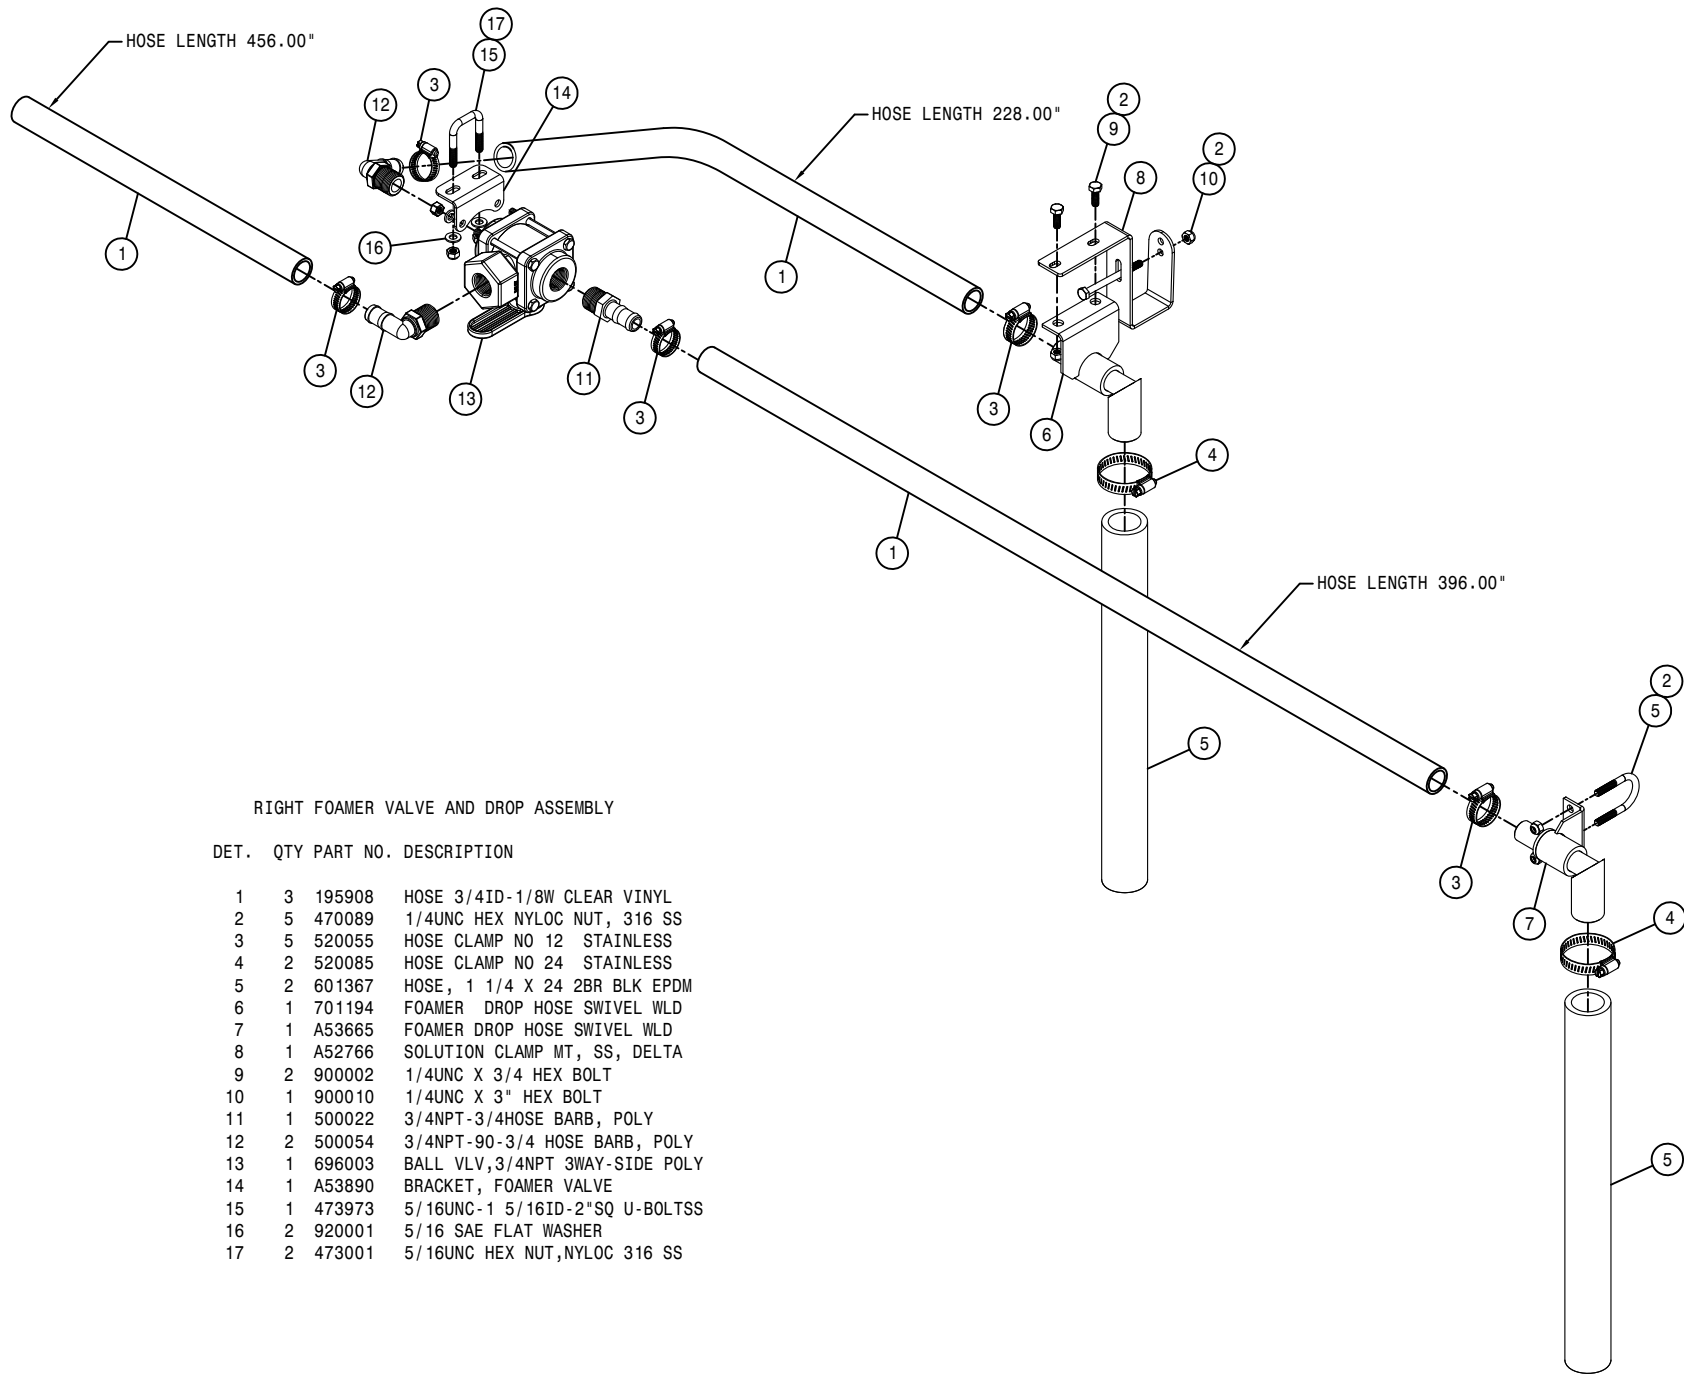 17
HOSE LENGTH 456.00"
15
3
14
12
2
HOSE LENGTH 228.00"
9
2
8
10
16
1
1
3
12
13
11
3
3
6
4
1
HOSE LENGTH 396.00"
2
5
5
3
7
4
5
RIGHT FOAMER VALVE AND DROP ASSEMBLY
DET. QTY PART NO. DESCRIPTION
1 3 195908 HOSE 3/4ID-1/8W CLEAR VINYL
2 5 470089 1/4UNC HEX NYLOC NUT, 316 SS
3 5 520055 HOSE CLAMP NO 12 STAINLESS
4 2 520085 HOSE CLAMP NO 24 STAINLESS
5 2 601367 HOSE, 1 1/4 X 24 2BR BLK EPDM
6 1 701194 FOAMER DROP HOSE SWIVEL WLD
7 1 A53665 FOAMER DROP HOSE SWIVEL WLD
8 1 A52766 SOLUTION CLAMP MT, SS, DELTA
9 2 900002 1/4UNC X 3/4 HEX BOLT
10 1 900010 1/4UNC X 3" HEX BOLT
11 1 500022 3/4NPT-3/4HOSE BARB, POLY
12 2 500054 3/4NPT-90-3/4 HOSE BARB, POLY
13 1 696003 BALL VLV,3/4NPT 3WAY-SIDE POLY
14 1 A53890 BRACKET, FOAMER VALVE
15 1 473973 5/16UNC-1 5/16ID-2"SQ U-BOLTSS
16 2 920001 5/16 SAE FLAT WASHER
17 2 473001 5/16UNC HEX NUT,NYLOC 316 SS